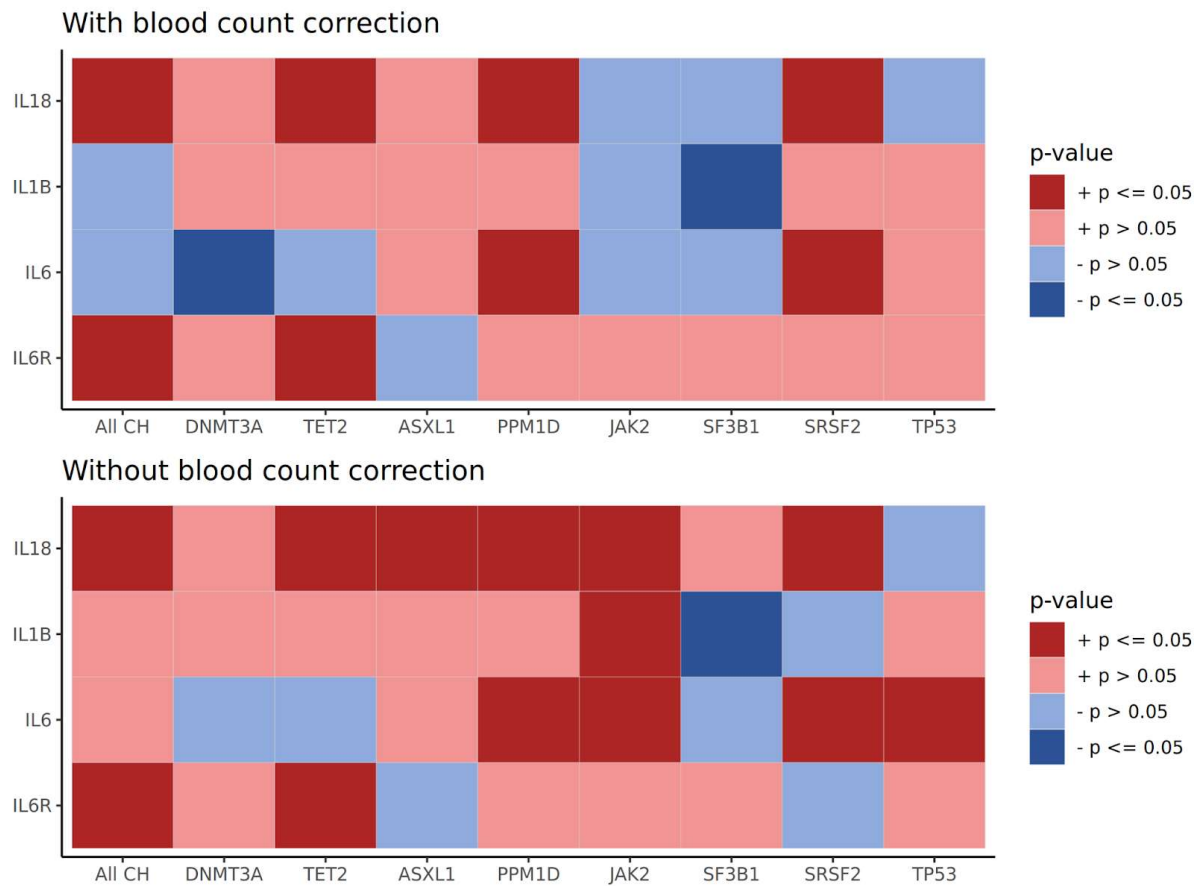 With blood count correction
IL18
IL1B
IL6
IL6R
All CH DNMT3A TET2 ASXL1 PPM1D JAK2 SF3B1 SRSF2 TP53
p-value
+ p <= 0.05
+ p > 0.05
- p > 0.05
- p <= 0.05
Without blood count correction
IL18
IL1B
IL6
IL6R
All CH DNMT3A TET2 ASXL1 PPM1D JAK2 SF3B1 SRSF2 TP53
p-value
+ p <= 0.05
+ p > 0.05
- p > 0.05
- p <= 0.05